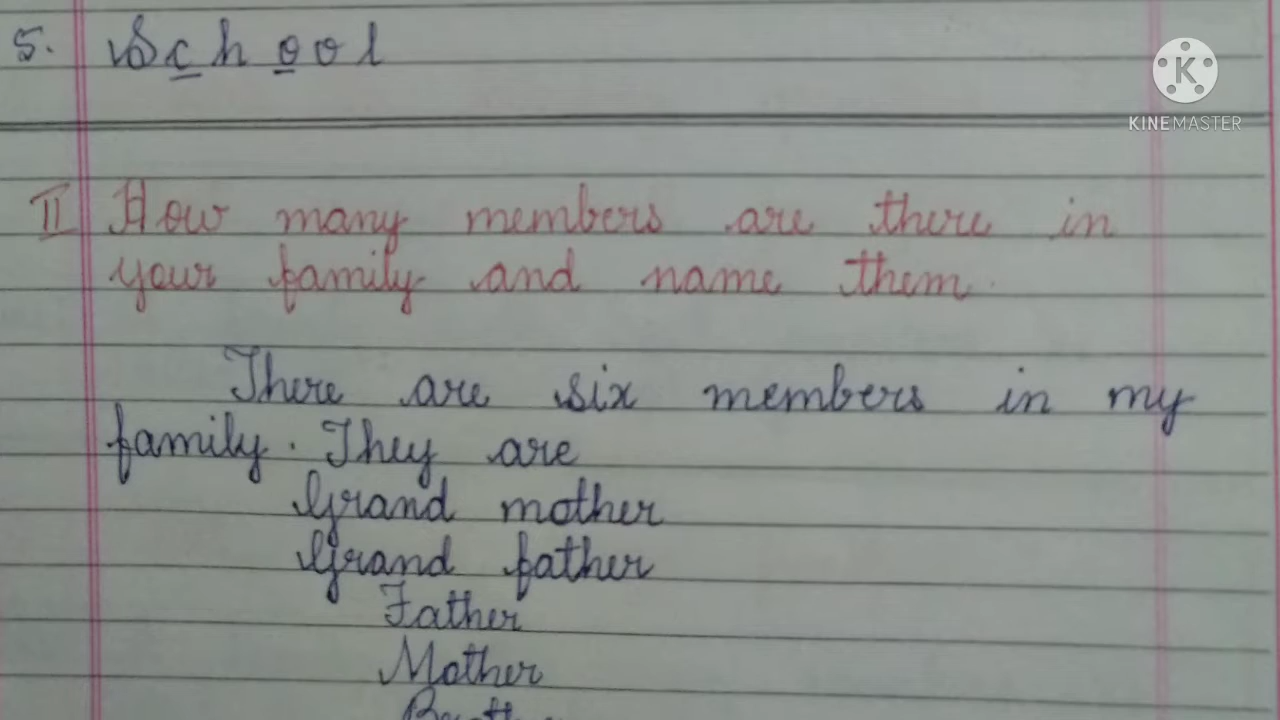 5. School
K
KINEMASTER
II How many members are there in
your family and name them.
There are six members in my
family. They are
Grand mother
Grand father
Father
Mother